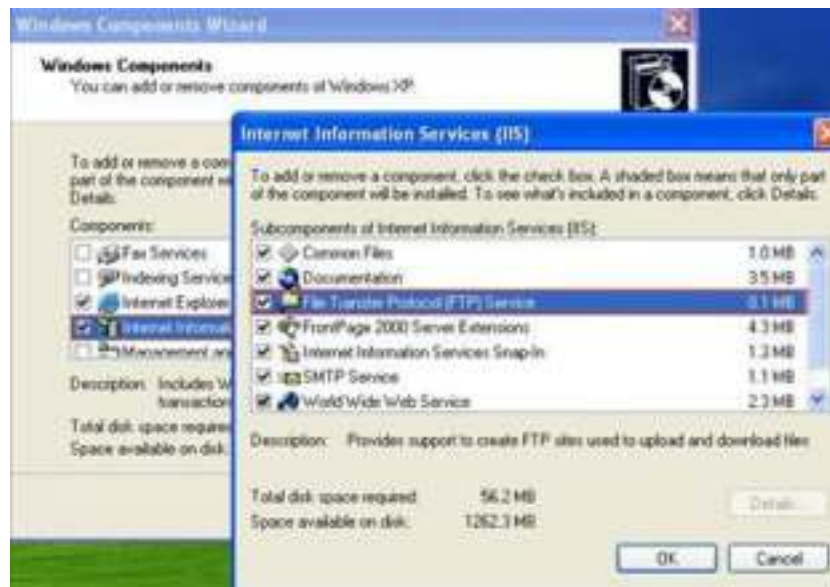 Windows Components Wizard
Windows Components
You can add or remove components of Windows XP.
To add or remove a com
part of the component w
Details.
Components:
Fax Services
Indexing Service
Internet Explorer
Internet Informat
Management and
Description: Includes W
transaction
Total disk space require
Space available on disk:
Internet Information Services (IIS)
To add or remove a component, click the check box. A shaded box means that only part
of the component will be installed. To see what's included in a component, click Details.
Subcomponents of Internet Information Services (IIS):
Common Files 1.0 MB
Documentation 3.5 MB
File Transfer Protocol (FTP) Service 0.1 MB
FrontPage 2000 Server Extensions 4.3 MB
Internet Information Services Snap-In 1.3 MB
SMTP Service 1.1 MB
World Wide Web Service 2.3 MB
Description: Provides support to create FTP sites used to upload and download files
Total disk space required: 56.2 MB
Space available on disk: 1262.3 MB
Details...
OK
Cancel